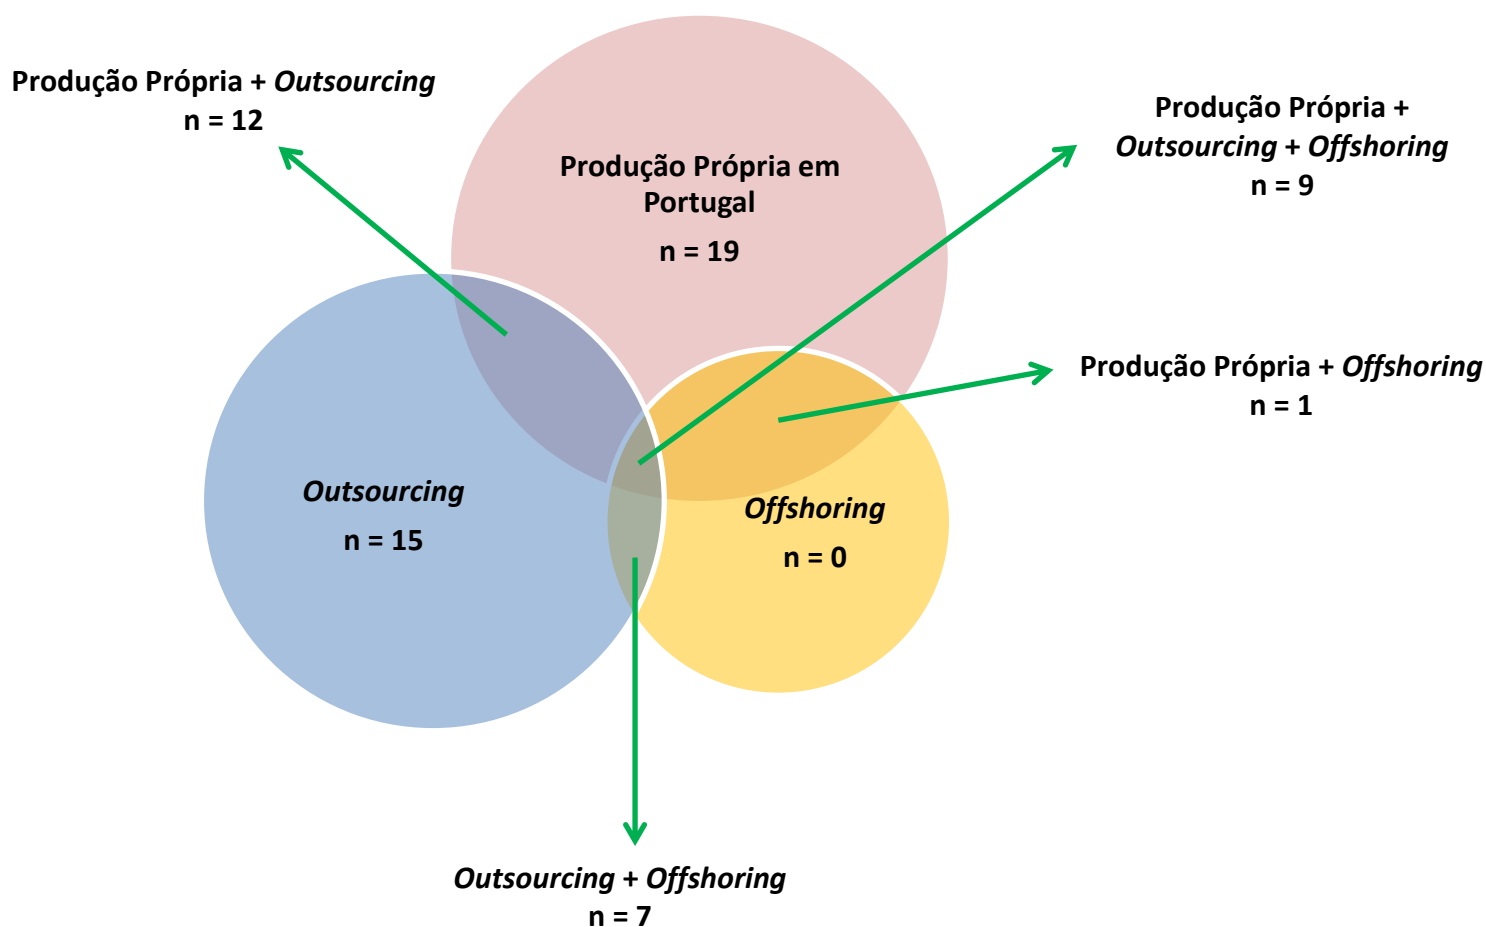 Produção Própria + Outsourcing
n = 12
Produção Própria em
Portugal
n = 19
Produção Própria +
Outsourcing + Offshoring
n = 9
Produção Própria + Offshoring
n = 1
Outsourcing
n = 15
Offshoring
n = 0
Outsourcing + Offshoring
n = 7